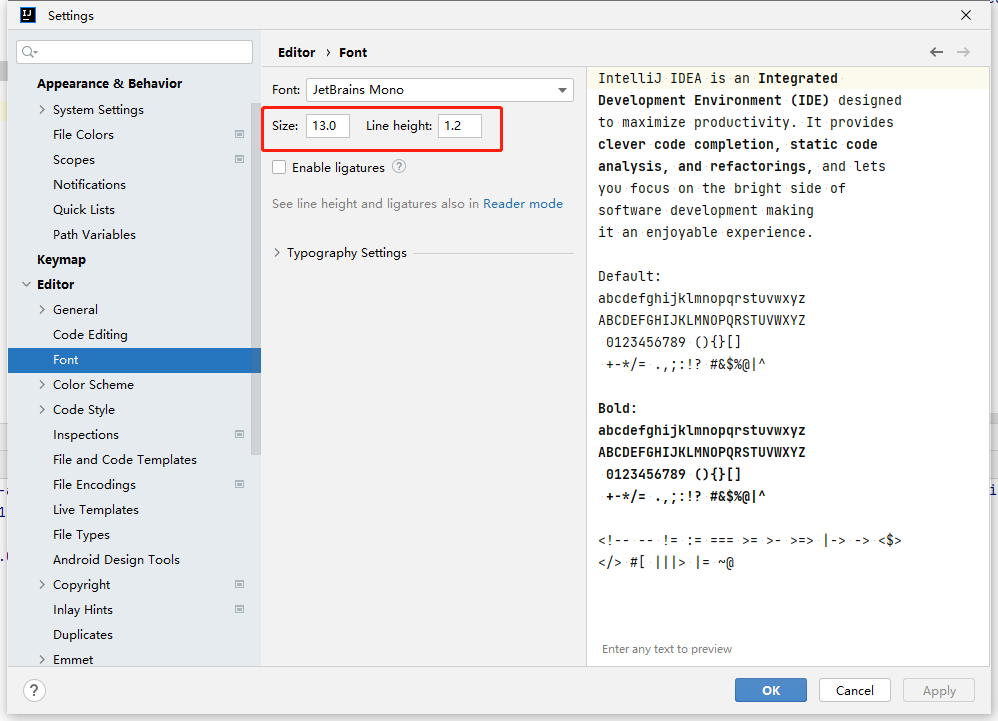 IJ Settings
Appearance & Behavior
System Settings
File Colors
Scopes
Notifications
Quick Lists
Path Variables
Keymap
Editor
General
Code Editing
Font
Color Scheme
Code Style
Inspections
File and Code Templates
File Encodings
Live Templates
File Types
Android Design Tools
Copyright
Inlay Hints
Duplicates
Emmet
Editor › Font
Font: JetBrains Mono
Size: 13.0 Line height: 1.2
Enable ligatures ?
See line height and ligatures also in Reader mode
Typography Settings
IntelliJ IDEA is an Integrated
Development Environment (IDE) designed
to maximize productivity. It provides
clever code completion, static code
analysis, and refactorings, and lets
you focus on the bright side of
software development making
it an enjoyable experience.
Default:
abcdefghijklmnopqrstuvwxyz
ABCDEFGHIJKLMNOPQRSTUVWXYZ
0123456789 (){}[]
+-*/= .,;:!? #&$%@|^
Bold:
abcdefghijklmnopqrstuvwxyz
ABCDEFGHIJKLMNOPQRSTUVWXYZ
0123456789 (){}[]
+-*/= .,;:!? #&$%@|^
<!-- -- != := === >= >- >=> |-> -> <$>
</> #[ |||> |= ~@
Enter any text to preview
? OK Cancel Apply